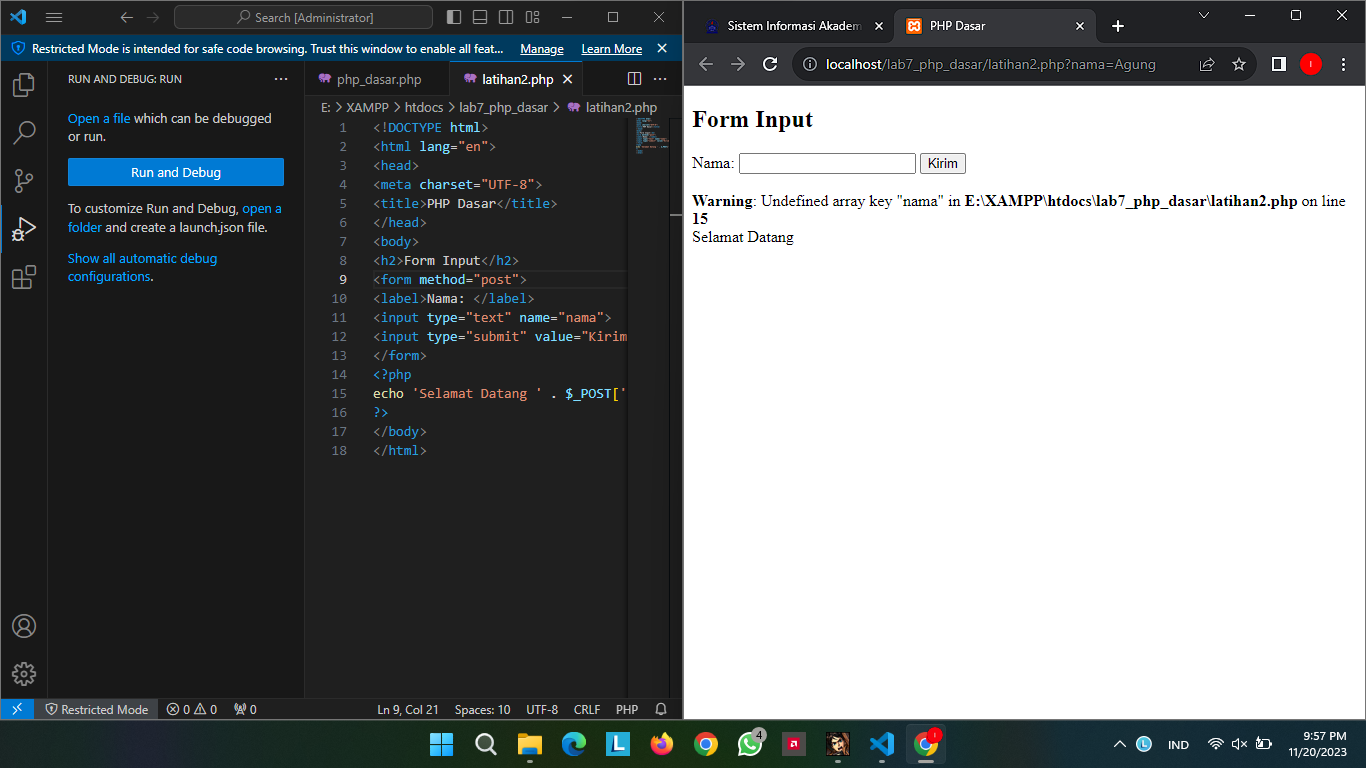 Search [Administrator]
Restricted Mode is intended for safe code browsing. Trust this window to enable all feat... Manage Learn More
RUN AND DEBUG: RUN
Open a file which can be debugged
or run.
Run and Debug
To customize Run and Debug, open a
folder and create a launch.json file.
Show all automatic debug
configurations.
php_dasar.php latihan2.php
E: > XAMPP > htdocs > lab7_php_dasar > latihan2.php
1 <!DOCTYPE html>
2 <html lang="en">
3 <head>
4 <meta charset="UTF-8">
5 <title>PHP Dasar</title>
6 </head>
7 <body>
8 <h2>Form Input</h2>
9 <form method="post">
10 <label>Nama: </label>
11 <input type="text" name="nama">
12 <input type="submit" value="Kirim
13 </form>
14 <?php
15 echo 'Selamat Datang ' . $_POST['
16 ?>
17 </body>
18 </html>
Restricted Mode 0 0 0 Ln 9, Col 21 Spaces: 10 UTF-8 CRLF PHP
Sistem Informasi Akadem PHP Dasar
localhost/lab7_php_dasar/latihan2.php?nama=Agung
Form Input
Nama: Kirim
Warning: Undefined array key "nama" in E:\XAMPP\htdocs\lab7_php_dasar\latihan2.php on line
15
Selamat Datang
L 4 L IND 9:57 PM
11/20/2023